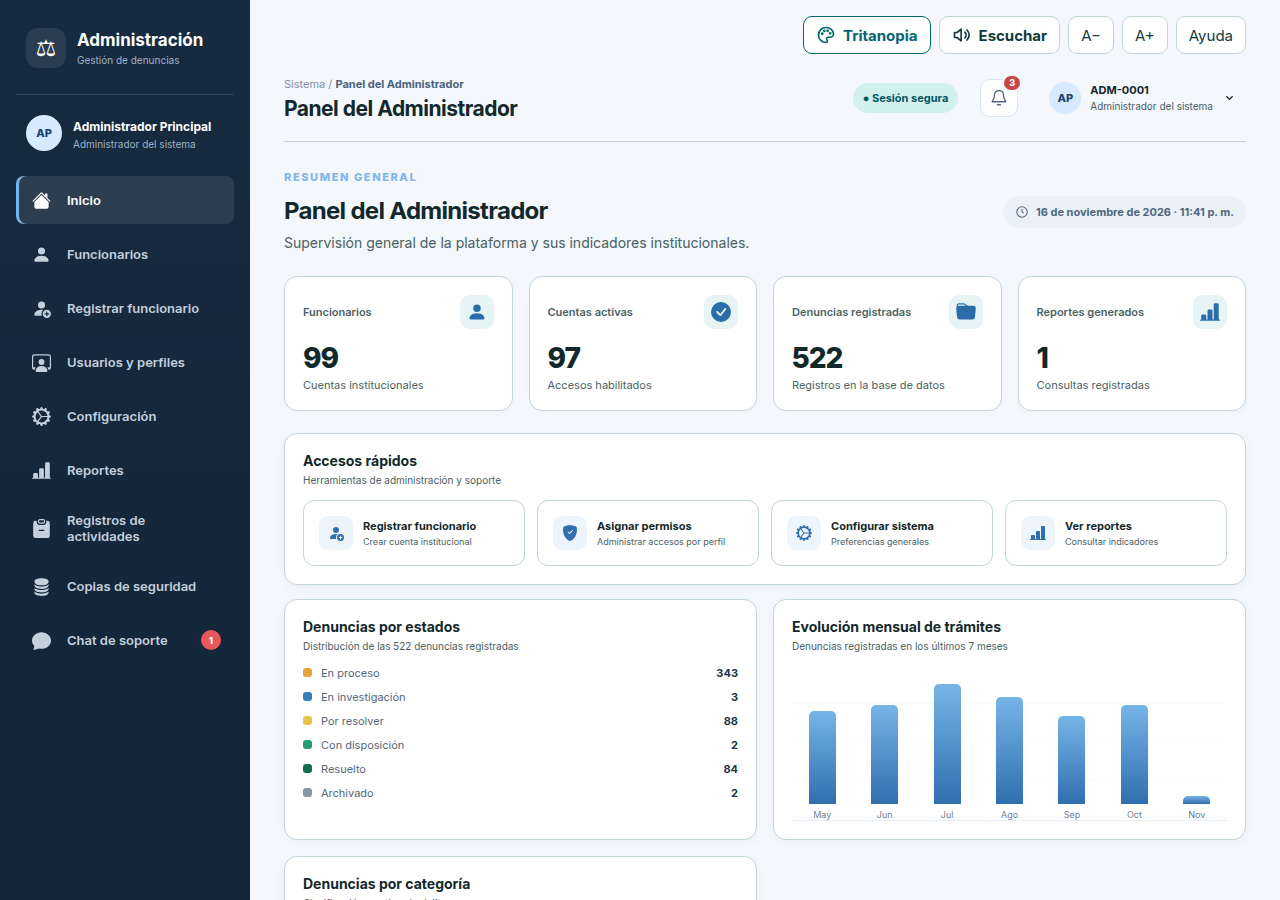 Administración
Gestión de denuncias
AP
Administrador Principal
Administrador del sistema
Inicio
Funcionarios
Registrar funcionario
Usuarios y perfiles
Configuración
Reportes
Registros de
actividades
Copias de seguridad
Chat de soporte
1
Tritanopia
Escuchar
A−
A+
Ayuda
Sistema / Panel del Administrador
Panel del Administrador
● Sesión segura
3
AP
ADM-0001
Administrador del sistema
RESUMEN GENERAL
Panel del Administrador
Supervisión general de la plataforma y sus indicadores institucionales.
16 de noviembre de 2026 · 11:41 p. m.
Funcionarios
99
Cuentas institucionales
Cuentas activas
97
Accesos habilitados
Denuncias registradas
522
Registros en la base de datos
Reportes generados
1
Consultas registradas
Accesos rápidos
Herramientas de administración y soporte
Registrar funcionario
Crear cuenta institucional
Asignar permisos
Administrar accesos por perfil
Configurar sistema
Preferencias generales
Ver reportes
Consultar indicadores
Denuncias por estados
Distribución de las 522 denuncias registradas
En proceso 343
En investigación 3
Por resolver 88
Con disposición 2
Resuelto 84
Archivado 2
Evolución mensual de trámites
Denuncias registradas en los últimos 7 meses
May Jun Jul Ago Sep Oct Nov
Denuncias por categoría